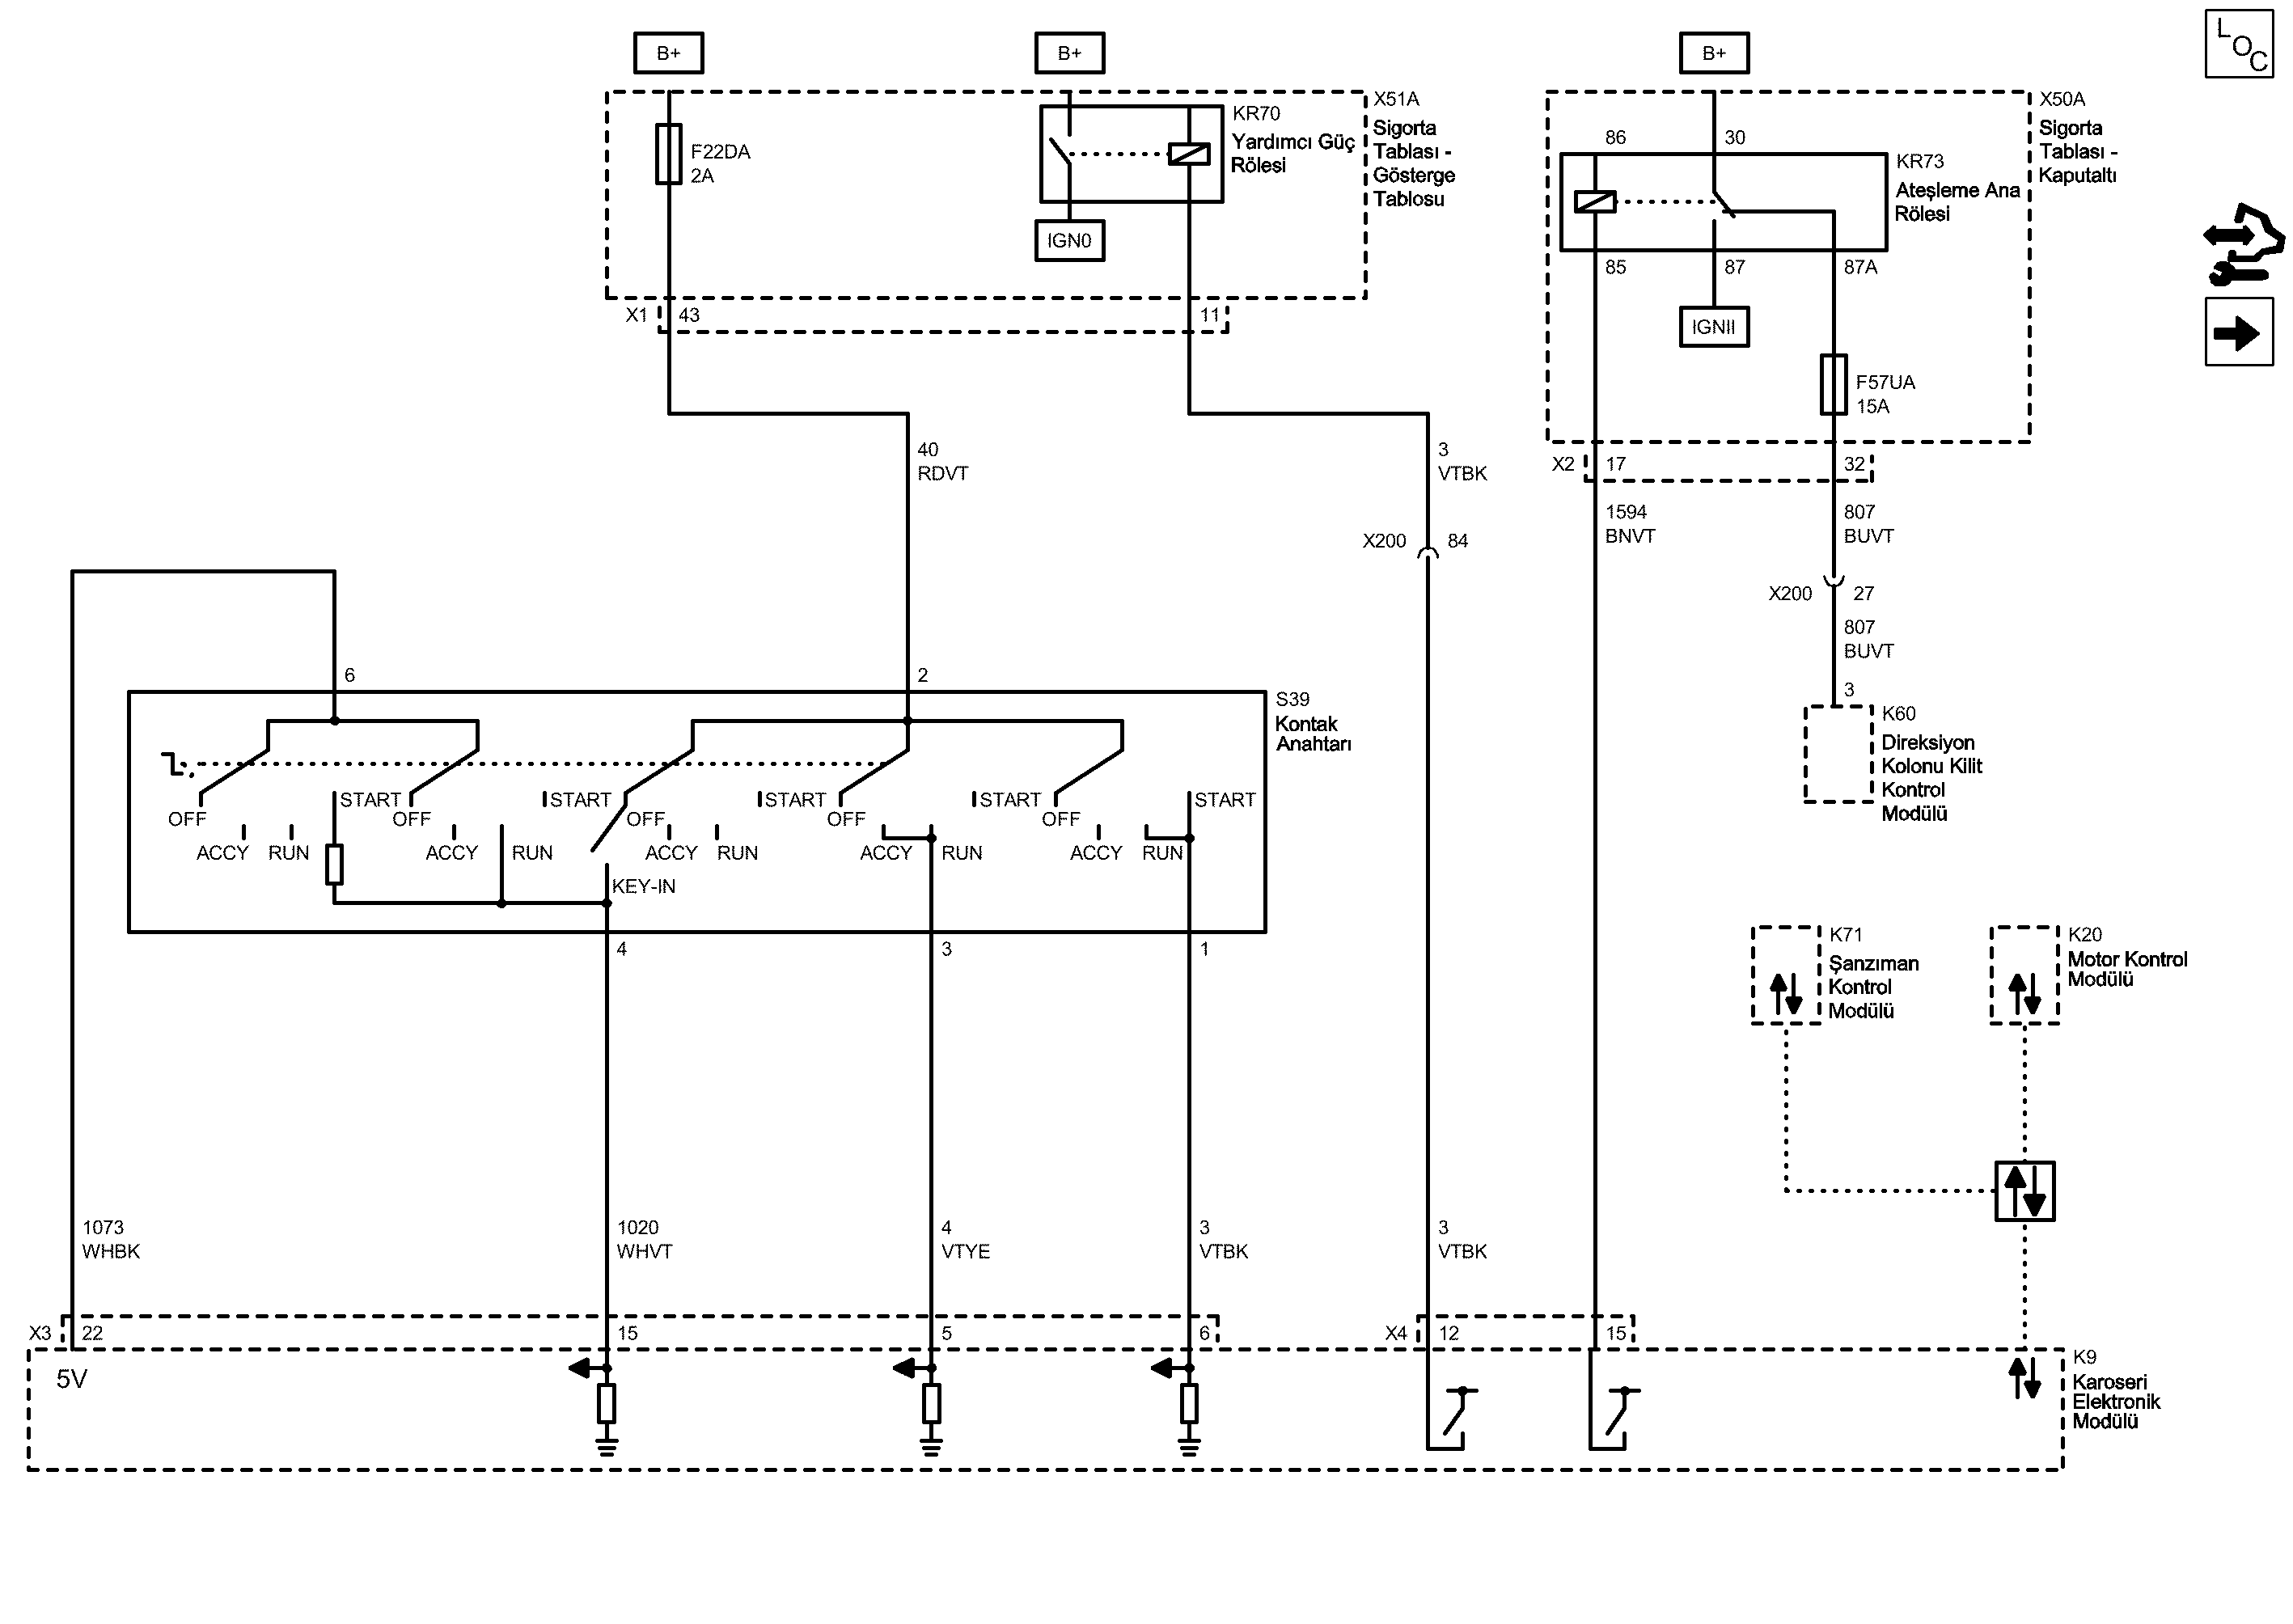 B+
B+
B+
LOC
F22DA
2A
KR70
Yardımcı Güç
Rölesi
IGN0
X51A
Sigorta
Tablası -
Gösterge
Tablosu
X1
43
11
86
30
KR73
Ateşleme Ana
Rölesi
85
87
87A
IGNII
F57UA
15A
X50A
Sigorta
Tablası -
Kaputaltı
X2
17
32
40
RDVT
3
VTBK
X200
84
1594
BNVT
807
BUVT
X200
27
807
BUVT
3
K60
Direksiyon
Kolonu Kilit
Kontrol
Modülü
6
2
S39
Kontak
Anahtarı
START
START
START
START
START
OFF
OFF
OFF
OFF
OFF
ACCY
RUN
ACCY
RUN
ACCY
RUN
ACCY
RUN
ACCY
RUN
KEY-IN
4
3
1
K71
Şanzıman
Kontrol
Modülü
K20
Motor Kontrol
Modülü
1073
WHBK
1020
WHVT
4
VTYE
3
VTBK
3
VTBK
X3
22
15
5
6
X4
12
15
5V
K9
Karoseri
Elektronik
Modülü